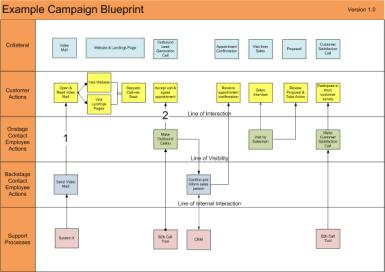 Example Campaign Blueprint
Version 1.0
Collateral
Video
Mail
Website & Landings Page
Outbound
Lead
Generation
Call
Appointment
Confirmation
Visit from
Sales
Proposal
Customer
Satisfaction
Call
Customer
Actions
Open &
Read video
Mail
Visit Website
Visit
Landings
Pages
Request
Call-me-
back
Accept call &
agree
appointment
Receive
appointment
confirmation
Sales
Interview
Review
Proposal &
Take Action
Participate in
short
customer
survey
Line of Interaction
1
2
Onstage
Contact
Employee
Actions
Make
Outbound
Call(s)
Visit by
Salesman
Make
Customer
Satisfaction
Call
Line of Visibility
Backstage
Contact
Employee
Actions
Send Video
Mail
Confirm and
inform sales
person
Line of Internal Interaction
Support
Processes
System X
B2b Call
Tool
CRM
B2b Call
Tool